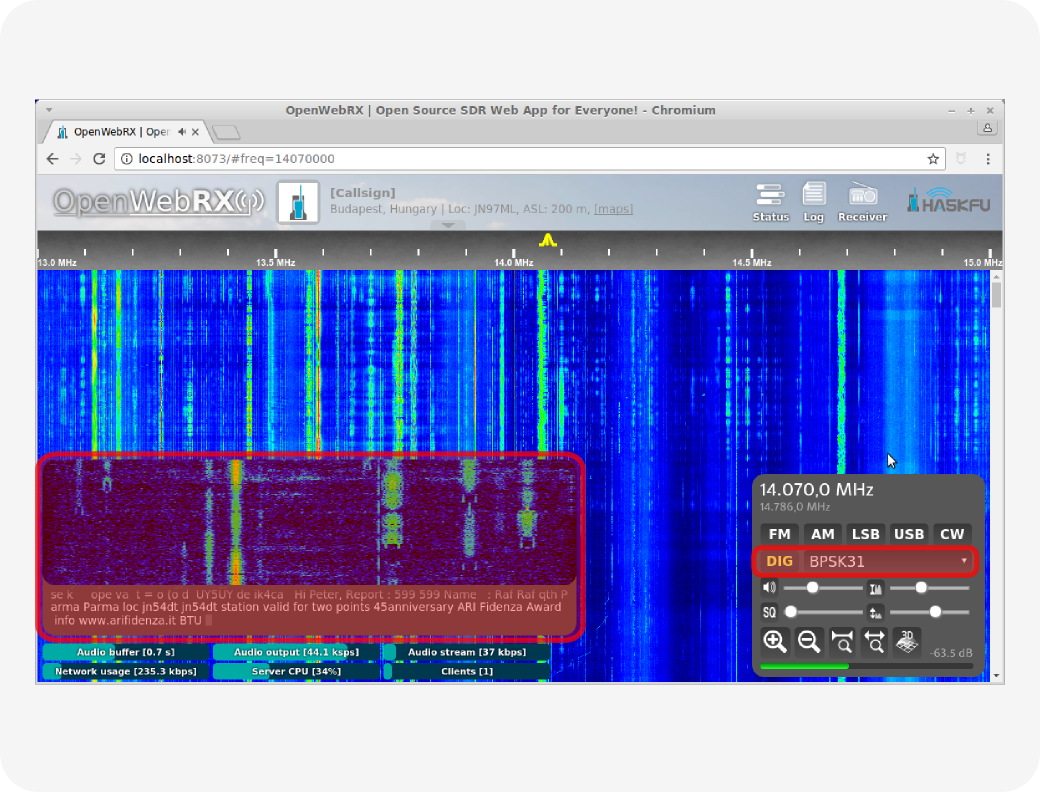 OpenWebRX | Open Source SDR Web App for Everyone! - Chromium
OpenWebRX | Open
localhost:8073/#freq=14070000
OpenWebRX
[Callsign]
Budapest, Hungary | Loc: JN97ML, ASL: 200 m, [maps]
Status Log Receiver
HA5KFU
13.0 MHz 13.5 MHz 14.0 MHz 14.5 MHz 15.0 MHz
14.070,0 MHz
14.786,0 MHz
FM AM LSB USB CW
DIG BPSK31
SQ
3D
-63.5 dB
se k ope va t = o (o d UY5UY de ik4ca Hi Peter, Report : 599 599 Name : Raf Raf qth P
arma Parma loc jn54dt jn54dt station valid for two points 45anniversary ARI Fidenza Award
info www.arifidenza.it BTU
Audio buffer [0.7 s] Audio output [44.1 ksps] Audio stream [37 kbps]
Network usage [235.3 kbps] Server CPU [34%] Clients [1]